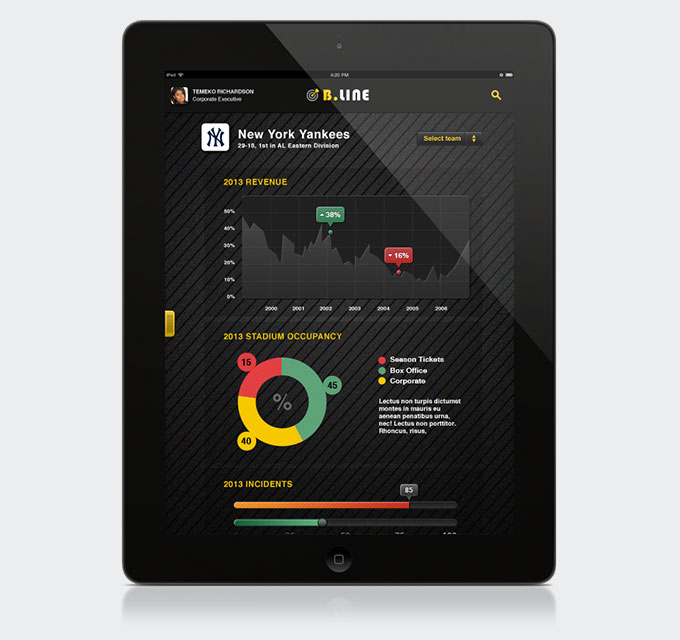 iPad
4:20 PM
TEMEKO RICHARDSON
Corporate Executive
B.LINE
NY
New York Yankees
29-18, 1st in AL Eastern Division
Select team
2013 REVENUE
50%
40%
30%
20%
10%
0%
38%
16%
2000 2001 2002 2003 2004 2005 2006
2013 STADIUM OCCUPANCY
15
45
40
%
Season Tickets
Box Office
Corporate
Lectus non turpis dictumst
montes in mauris eu
aenean penatibus urna,
nec! Lectus non porttitor.
Rhoncus, risus,
2013 INCIDENTS
85